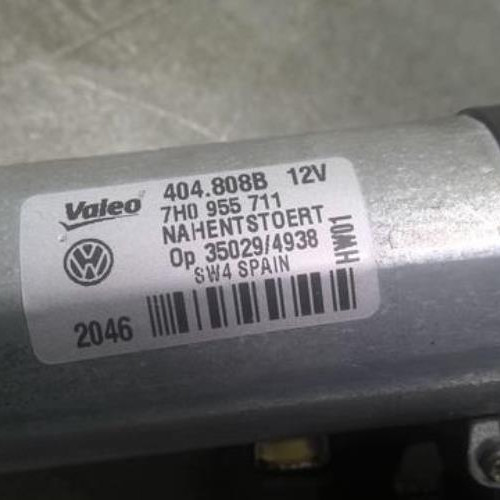 Valeo 404.808B 12V
7H0 955 711
NAHENTSTOERT
Op 35029/4938
SW4 SPAIN
HW01
2046